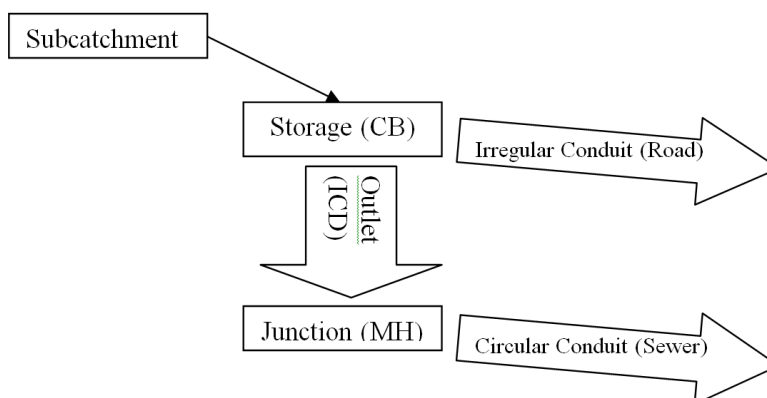 Subcatchment
Storage (CB)
Irregular Conduit (Road)
Outlet
(ICD)
Junction (MH)
Circular Conduit (Sewer)